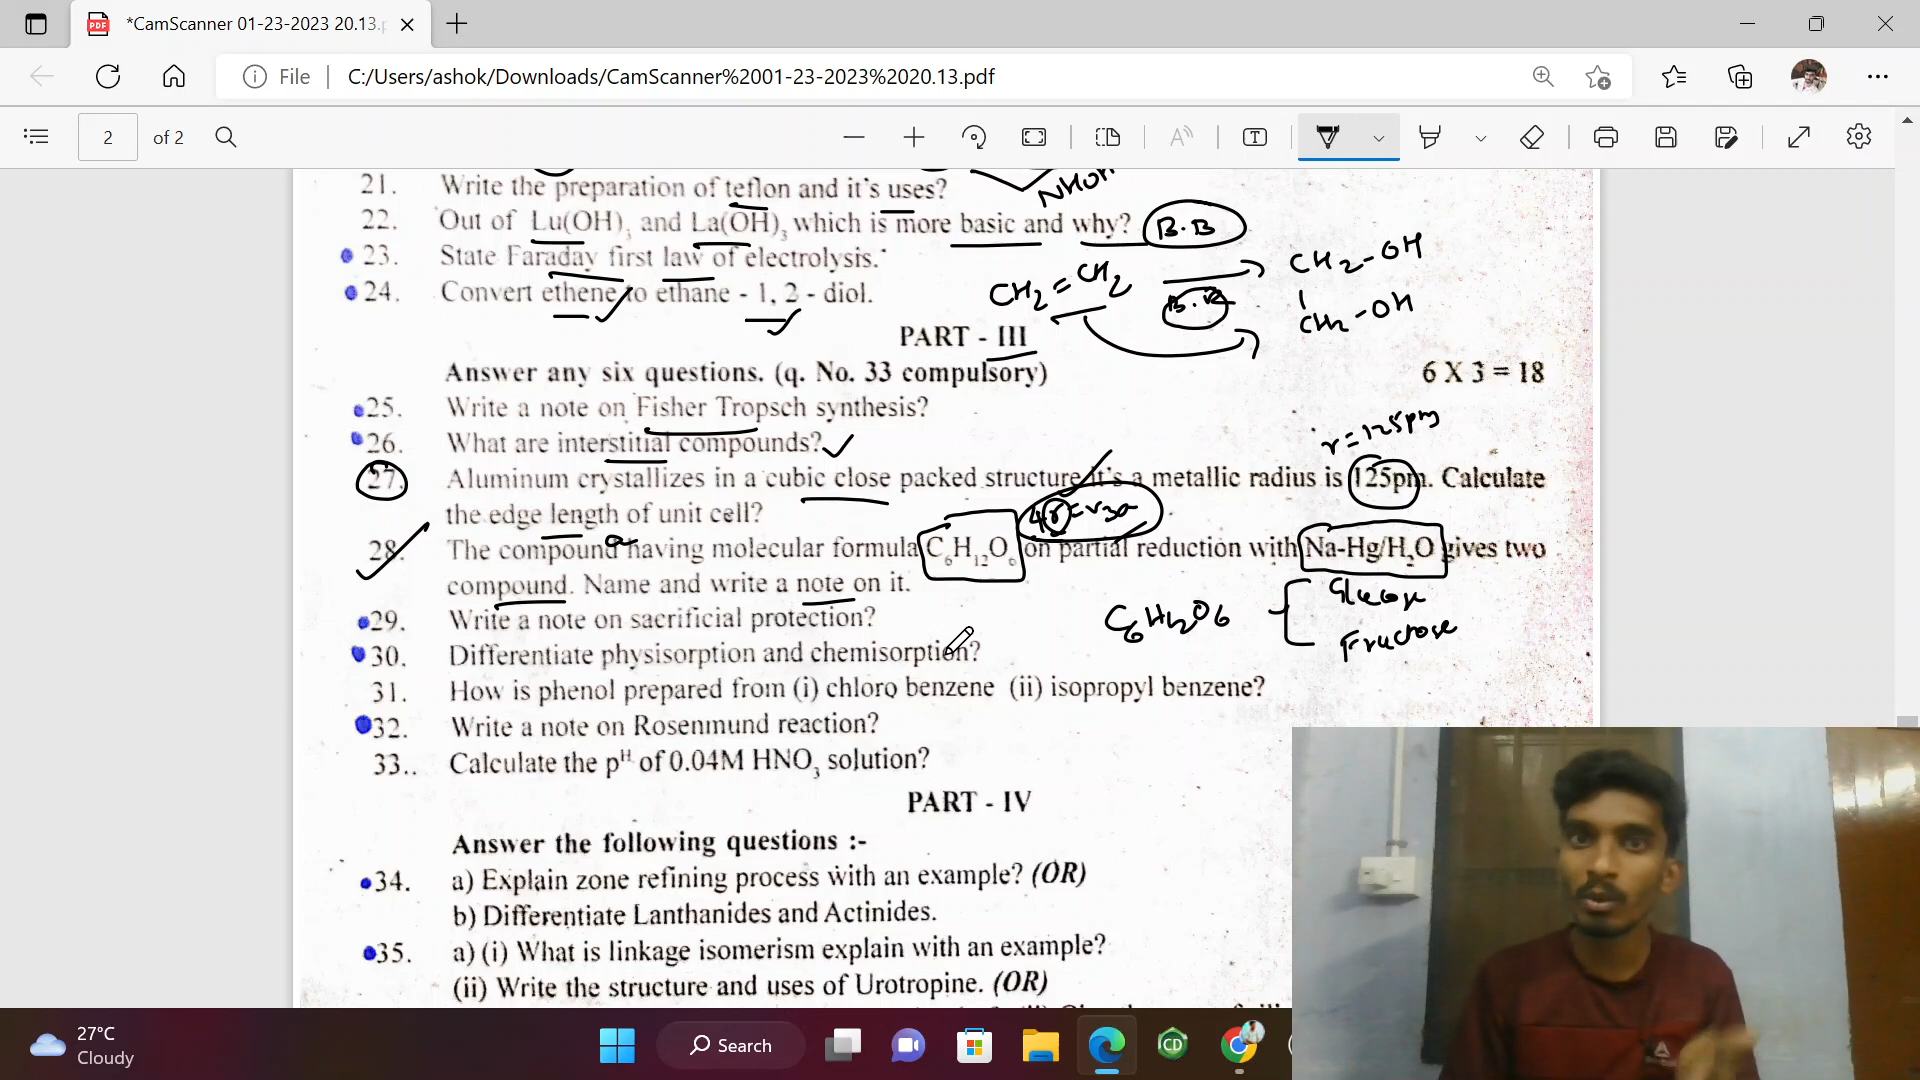 *CamScanner 01-23-2023 20.13.p
File
C:/Users/ashok/Downloads/CamScanner%2001-23-2023%2020.13.pdf
2 of 2
21. Write the preparation of teflon and it's uses?
NHOH
22. Out of Lu(OH)3 and La(OH)3 which is more basic and why? B.B
23. State Faraday first law of electrolysis.
CH2=CH2 B.R CH2-OH
CH2-OH
24. Convert ethene to ethane - 1, 2 - diol.
PART - III
Answer any six questions. (q. No. 33 compulsory) 6 X 3 = 18
25. Write a note on Fisher Tropsch synthesis?
26. What are interstitial compounds?
r=125pm
27. Aluminum crystallizes in a cubic close packed structure it's a metallic radius is 125pm. Calculate
the edge length of unit cell?
a
4r=√3a
28. The compound having molecular formula C6H12O6 on partial reduction with Na-Hg/H2O gives two
compound. Name and write a note on it.
C6H12O6 Glucose
Fructose
29. Write a note on sacrificial protection?
30. Differentiate physisorption and chemisorption?
31. How is phenol prepared from (i) chloro benzene (ii) isopropyl benzene?
32. Write a note on Rosenmund reaction?
33.. Calculate the pH of 0.04M HNO3 solution?
PART - IV
Answer the following questions :-
34. a) Explain zone refining process with an example? (OR)
b) Differentiate Lanthanides and Actinides.
35. a) (i) What is linkage isomerism explain with an example?
(ii) Write the structure and uses of Urotropine. (OR)
27°C
Cloudy
Search
CD